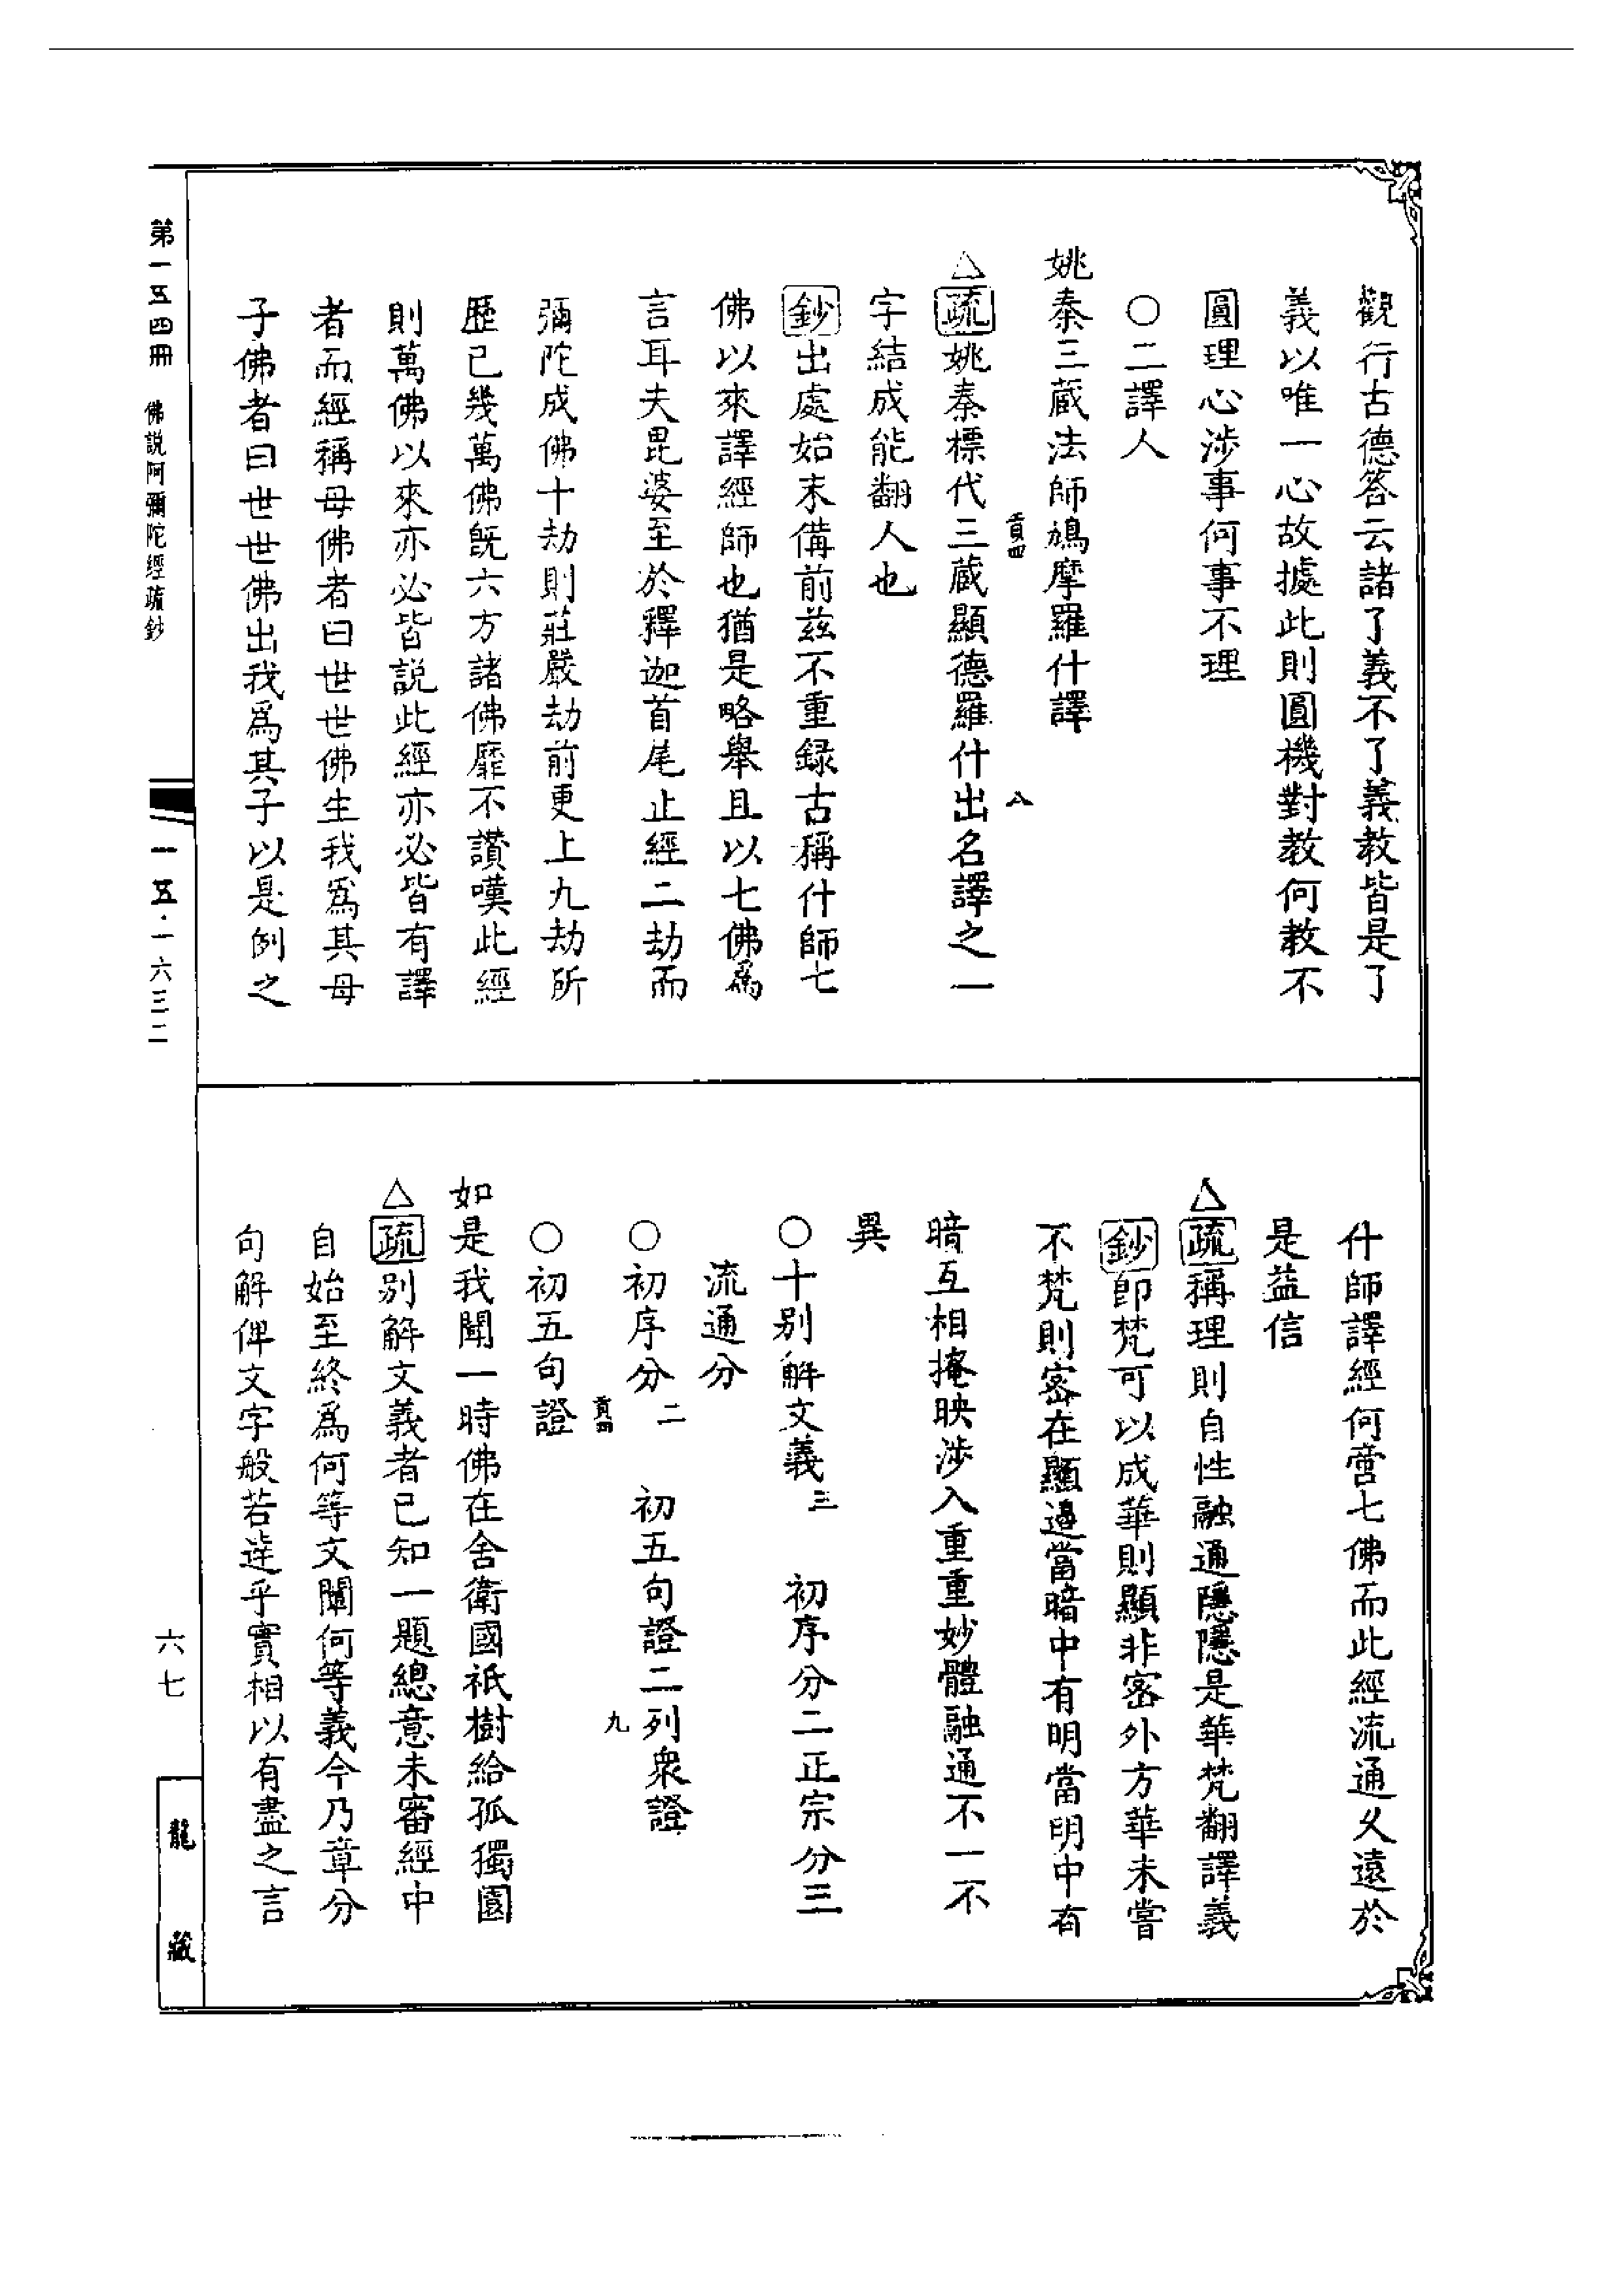 觀行古德答云諸了義不了義教皆是了
義以唯一心故據此則圓機對教何教不
圓理心涉事何事不理
○二譯人
姚秦三藏法師鳩摩羅什譯
貢四 八
△疏姚秦標代三藏顯德羅什出名譯之一
字結成能翻人也
鈔出處始末備前茲不重録古稱什師七
佛以來譯經師也猶是略舉且以七佛爲
言耳夫毘婆至於釋迦首尾止經二劫而
彌陀成佛十劫則莊嚴劫前更上九劫所
歷已幾萬佛旣六方諸佛靡不讚嘆此經
則萬佛以來亦必皆説此經亦必皆有譯
者而經稱母佛者曰世世佛生我爲其母
子佛者曰世世佛出我爲其子以是例之
什師譯經何啻七佛而此經流通久遠於
是益信
△疏稱理則自性融通隱隱是華梵翻譯義
鈔卽梵可以成華則顯非密外方華未嘗
不梵則密在顯邊當暗中有明當明中有
暗互相掩映涉入重重妙體融通不一不
異
○十别解文義三 初序分二正宗分三
流通分
○初序分二 初五句證二列衆證
貢四 九
○初五句證
如是我聞一時佛在舍衛國祇樹給孤獨園
△疏别解文義者已知一題總意未審經中
自始至終爲何等文闡何等義今乃章分
句解俾文字般若達乎實相以有盡之言
第一五四冊 佛説阿彌陀經疏鈔
一五·一六三二
六七
龍藏